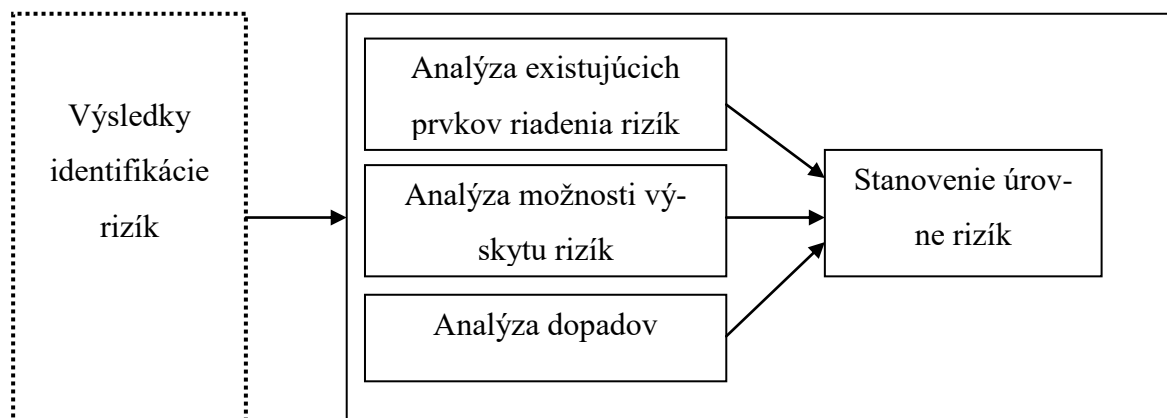 Výsledky
identifikácie
rizík
Analýza existujúcich
prvkov riadenia rizík
Analýza možnosti vý-
skytu rizík
Analýza dopadov
Stanovenie úrov-
ne rizík